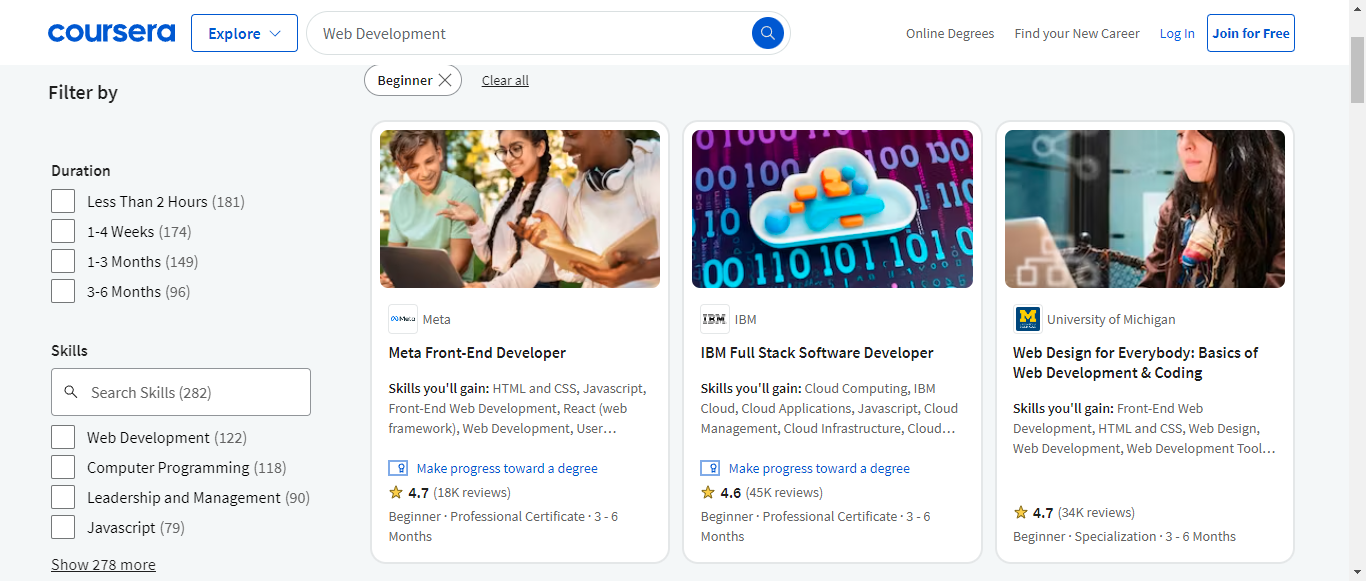 coursera
Explore
Web Development
Online Degrees
Find your New Career
Log In
Join for Free
Filter by
Beginner
Clear all
Duration
Less Than 2 Hours (181)
1-4 Weeks (174)
1-3 Months (149)
3-6 Months (96)
Skills
Search Skills (282)
Web Development (122)
Computer Programming (118)
Leadership and Management (90)
Javascript (79)
Show 278 more
Meta
Meta
Meta Front-End Developer
Skills you'll gain: HTML and CSS, Javascript,
Front-End Web Development, React (web
framework), Web Development, User…
Make progress toward a degree
4.7 (18K reviews)
Beginner · Professional Certificate · 3 - 6
Months
IBM
IBM
IBM Full Stack Software Developer
Skills you'll gain: Cloud Computing, IBM
Cloud, Cloud Applications, Javascript, Cloud
Management, Cloud Infrastructure, Cloud…
Make progress toward a degree
4.6 (45K reviews)
Beginner · Professional Certificate · 3 - 6
Months
M
University of Michigan
Web Design for Everybody: Basics of
Web Development & Coding
Skills you'll gain: Front-End Web
Development, HTML and CSS, Web Design,
Web Development, Web Development Tool…
4.7 (34K reviews)
Beginner · Specialization · 3 - 6 Months